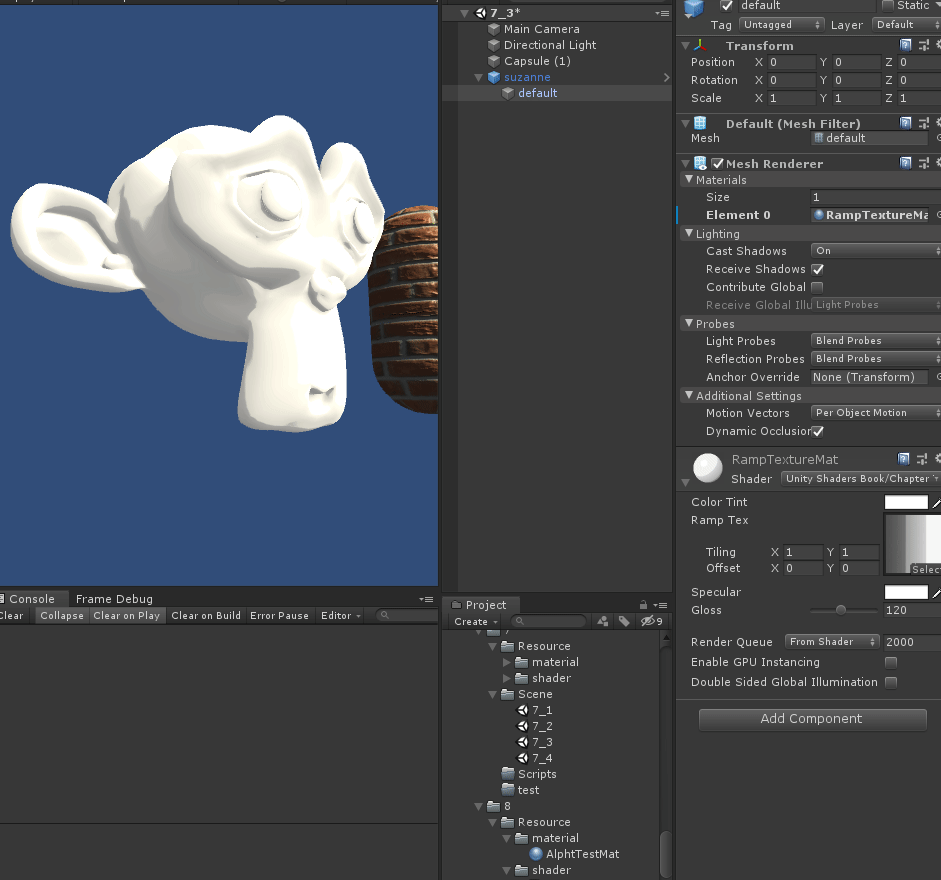 Console
Frame Debug
Clear
Collapse
Clear on Play
Clear on Build
Error Pause
Editor
7_3*
Main Camera
Directional Light
Capsule (1)
suzanne
default
Project
Create
9
7
Resource
material
shader
Scene
7_1
7_2
7_3
7_4
Scripts
test
8
Resource
material
AlphtTestMat
shader
default
Static
Tag Untagged Layer Default
Transform
Position X 0 Y 0 Z 0
Rotation X 0 Y 0 Z 0
Scale X 1 Y 1 Z 1
Default (Mesh Filter)
Mesh default
Mesh Renderer
Materials
Size 1
Element 0 RampTextureMa
Lighting
Cast Shadows On
Receive Shadows
Contribute Global
Receive Global Illu Light Probes
Probes
Light Probes Blend Probes
Reflection Probes Blend Probes
Anchor Override None (Transform)
Additional Settings
Motion Vectors Per Object Motion
Dynamic Occlusion
RampTextureMat
Shader Unity Shaders Book/Chapter
Color Tint
Ramp Tex
Tiling X 1 Y 1
Offset X 0 Y 0
Select
Specular
Gloss 120
Render Queue From Shader 2000
Enable GPU Instancing
Double Sided Global Illumination
Add Component